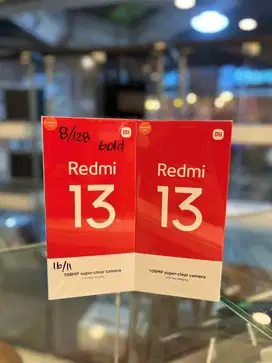 8/128
Gold
mi
Redmi
13
16/11
108MP super-clear camera
mi
Redmi
13
108MP super-clear camera